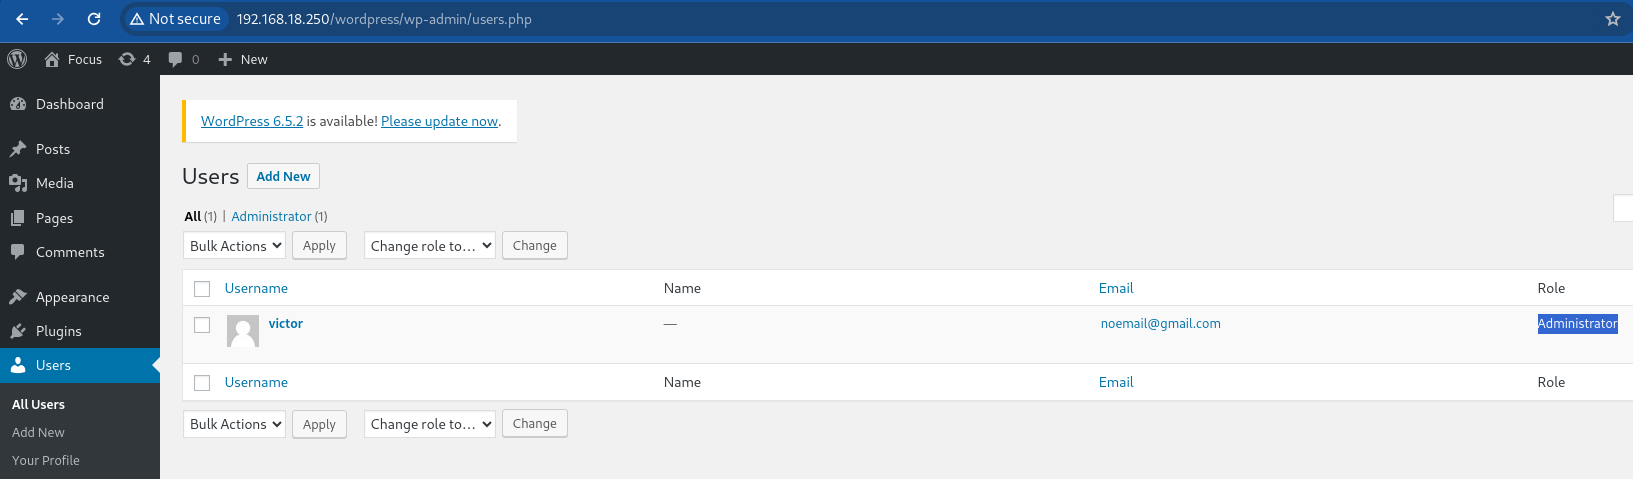 Not secure 192.168.18.250/wordpress/wp-admin/users.php
Focus 4 0 New
Dashboard
Posts
Media
Pages
Comments
Appearance
Plugins
Users
All Users
Add New
Your Profile
WordPress 6.5.2 is available! Please update now.
Users Add New
All (1) | Administrator (1)
Bulk Actions Apply Change role to… Change
Username Name Email Role
victor — noemail@gmail.com Administrator
Username Name Email Role
Bulk Actions Apply Change role to… Change